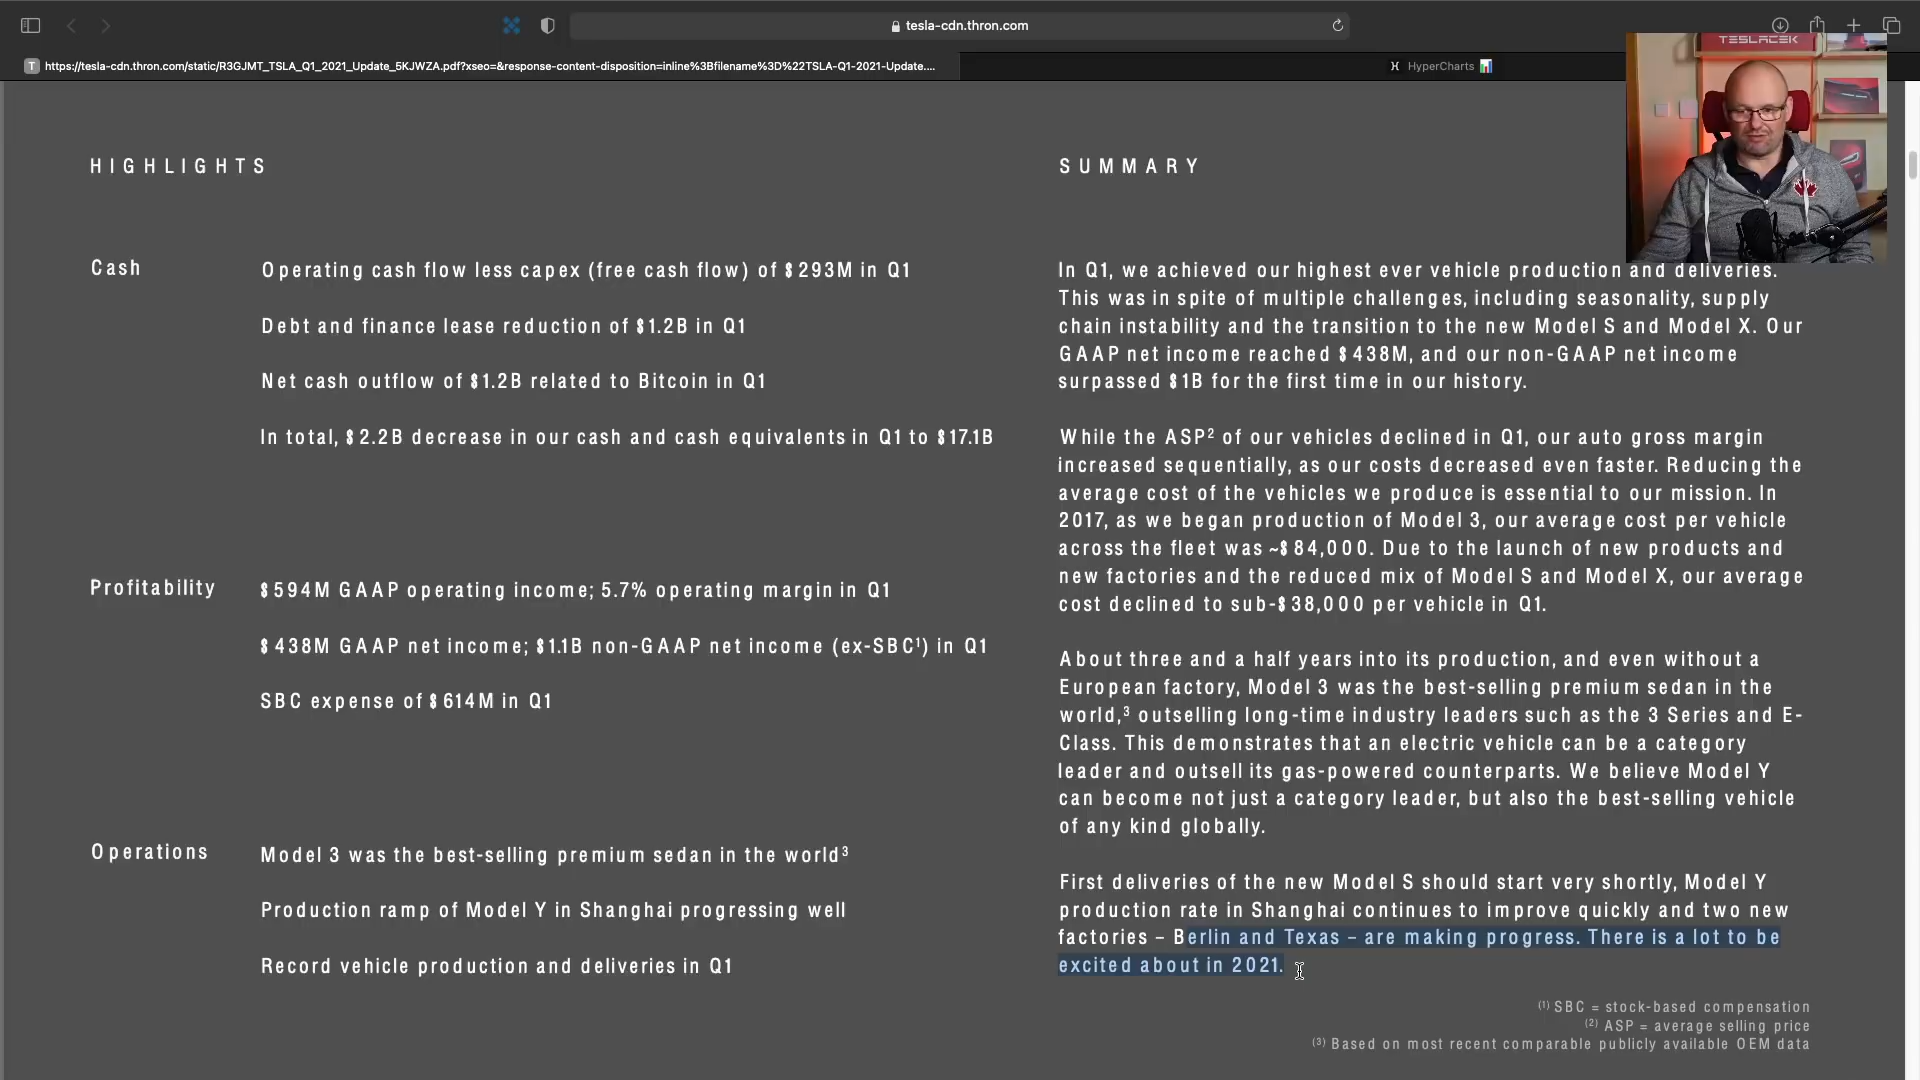 tesla-cdn.thron.com
T https://tesla-cdn.thron.com/static/R3GJMT_TSLA_Q1_2021_Update_5KJWZA.pdf?xseo=&response-content-disposition=inline%3Bfilename%3D%22TSLA-Q1-2021-Update....
HyperCharts
TESLACEK
HIGHLIGHTS
Cash
Operating cash flow less capex (free cash flow) of $293M in Q1
Debt and finance lease reduction of $1.2B in Q1
Net cash outflow of $1.2B related to Bitcoin in Q1
In total, $2.2B decrease in our cash and cash equivalents in Q1 to $17.1B
Profitability
$594M GAAP operating income; 5.7% operating margin in Q1
$438M GAAP net income; $1.1B non-GAAP net income (ex-SBC¹) in Q1
SBC expense of $614M in Q1
Operations
Model 3 was the best-selling premium sedan in the world³
Production ramp of Model Y in Shanghai progressing well
Record vehicle production and deliveries in Q1
SUMMARY
In Q1, we achieved our highest ever vehicle production and deliveries.
This was in spite of multiple challenges, including seasonality, supply
chain instability and the transition to the new Model S and Model X. Our
GAAP net income reached $438M, and our non-GAAP net income
surpassed $1B for the first time in our history.
While the ASP² of our vehicles declined in Q1, our auto gross margin
increased sequentially, as our costs decreased even faster. Reducing the
average cost of the vehicles we produce is essential to our mission. In
2017, as we began production of Model 3, our average cost per vehicle
across the fleet was ~$84,000. Due to the launch of new products and
new factories and the reduced mix of Model S and Model X, our average
cost declined to sub-$38,000 per vehicle in Q1.
About three and a half years into its production, and even without a
European factory, Model 3 was the best-selling premium sedan in the
world,³ outselling long-time industry leaders such as the 3 Series and E-
Class. This demonstrates that an electric vehicle can be a category
leader and outsell its gas-powered counterparts. We believe Model Y
can become not just a category leader, but also the best-selling vehicle
of any kind globally.
First deliveries of the new Model S should start very shortly, Model Y
production rate in Shanghai continues to improve quickly and two new
factories – Berlin and Texas – are making progress. There is a lot to be
excited about in 2021.
(1) SBC = stock-based compensation
(2) ASP = average selling price
(3) Based on most recent comparable publicly available OEM data